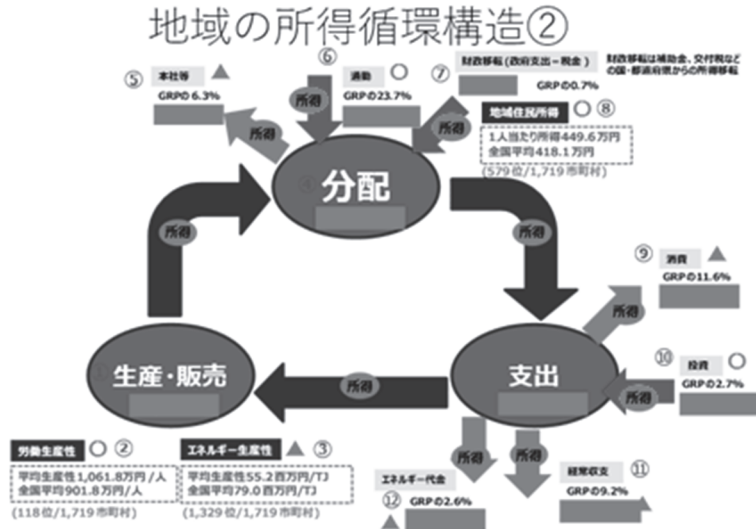 地域の所得循環構造②
⑤
本社等 ▲
GRPの6.3%
所得
⑥
所得
通勤 ○
GRPの23.7%
⑦
財政移転(政府支出－税金)
GRPの0.7%
財政移転は補助金、交付税など
の国・都道府県からの所得移転
所得
地域住民所得 ○ ⑧
1人当たり所得449.6万円
全国平均418.1万円
(579位/1,719市町村)
④ 分配
所得
所得
⑨
消費 ▲
GRPの11.6%
所得
① 生産・販売
所得
支出
⑩
投資 ○
GRPの2.7%
所得
労働生産性 ○ ②
平均生産性1,061.8万円/人
全国平均901.8万円/人
(118位/1,719市町村)
エネルギー生産性 ▲ ③
平均生産性55.2百万円/TJ
全国平均79.0百万円/TJ
(1,329位/1,719市町村)
所得
所得
エネルギー代金
⑫
GRPの2.6%
▲
経常収支
⑪
GRPの9.2%
▲